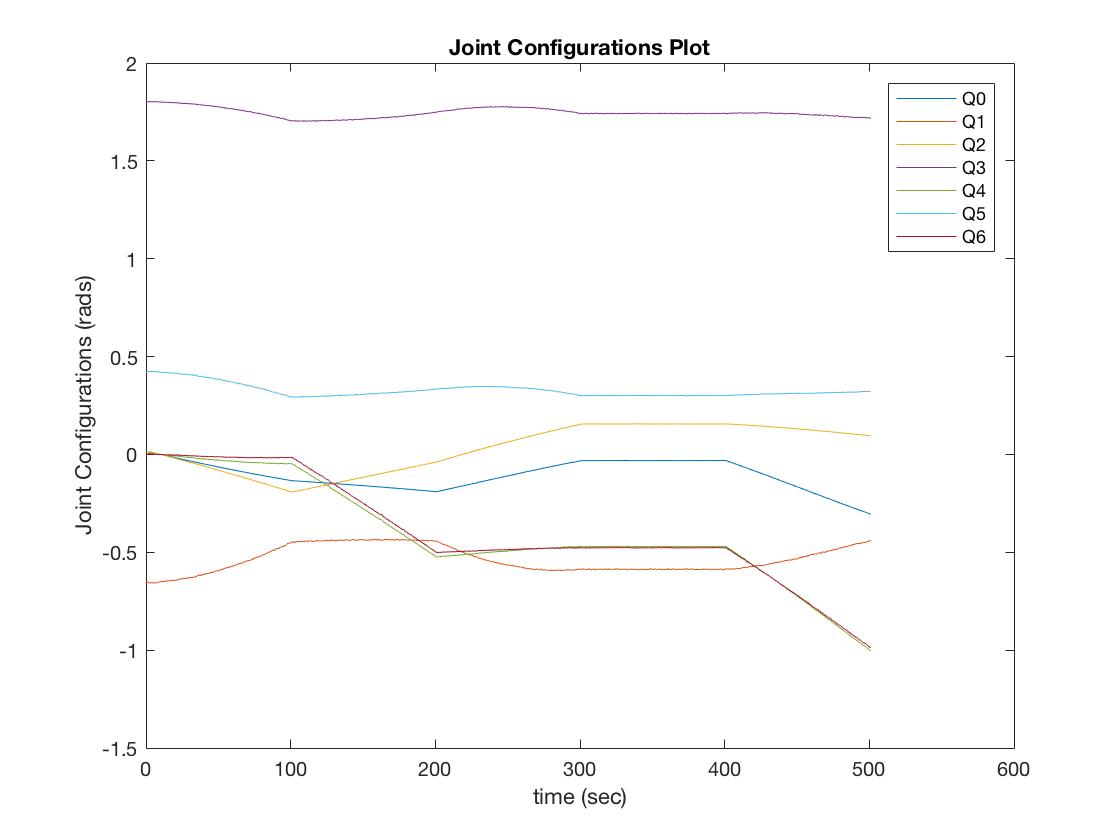 Joint Configurations Plot
2
1.5
1
0.5
0
-0.5
-1
-1.5
Joint Configurations (rads)
Q0
Q1
Q2
Q3
Q4
Q5
Q6
0 100 200 300 400 500 600
time (sec)